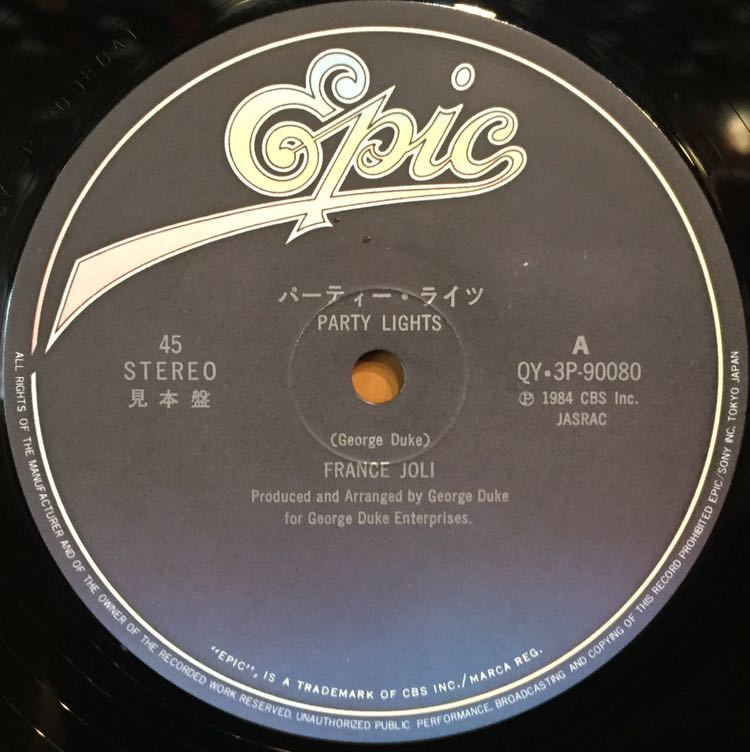 Epic
パーティー・ライツ
PARTY LIGHTS
45
STEREO
見本盤
A
QY・3P-90080
Ⓟ 1984 CBS Inc.
JASRAC
(George Duke)
FRANCE JOLI
Produced and Arranged by George Duke
for George Duke Enterprises.
"EPIC", IS A TRADEMARK OF CBS INC./MARCA REG.
ALL RIGHTS OF THE MANUFACTURER AND OF THE OWNER OF THE RECORDED WORK RESERVED. UNAUTHORIZED PUBLIC PERFORMANCE, BROADCASTING AND COPYING OF THIS RECORD PROHIBITED EPIC/SONY INC. TOKYO JAPAN